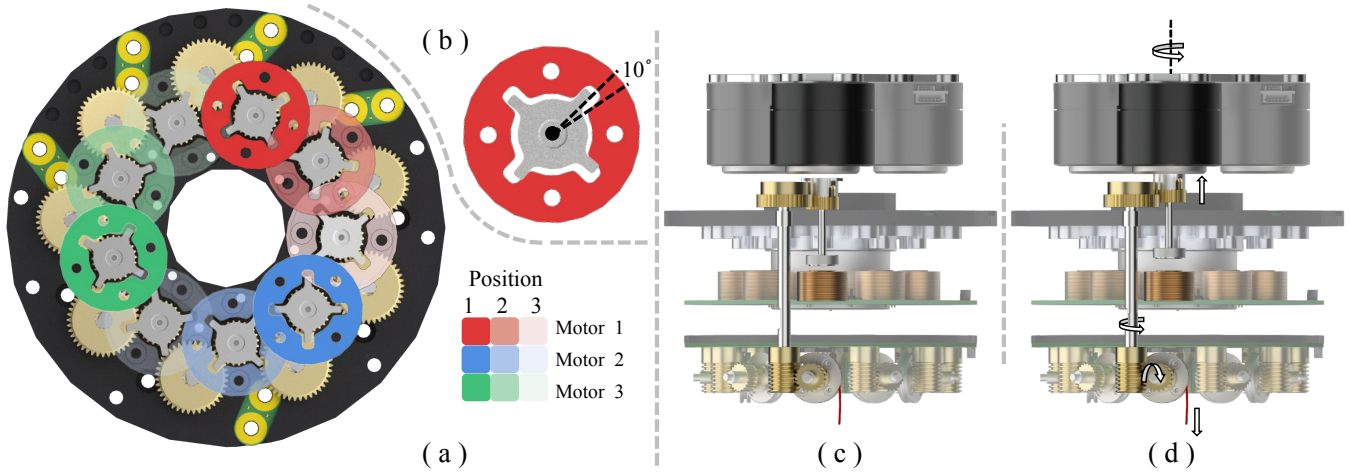 ( b )
10°
Position
1 2 3
Motor 1
Motor 2
Motor 3
( a )
( c )
( d )